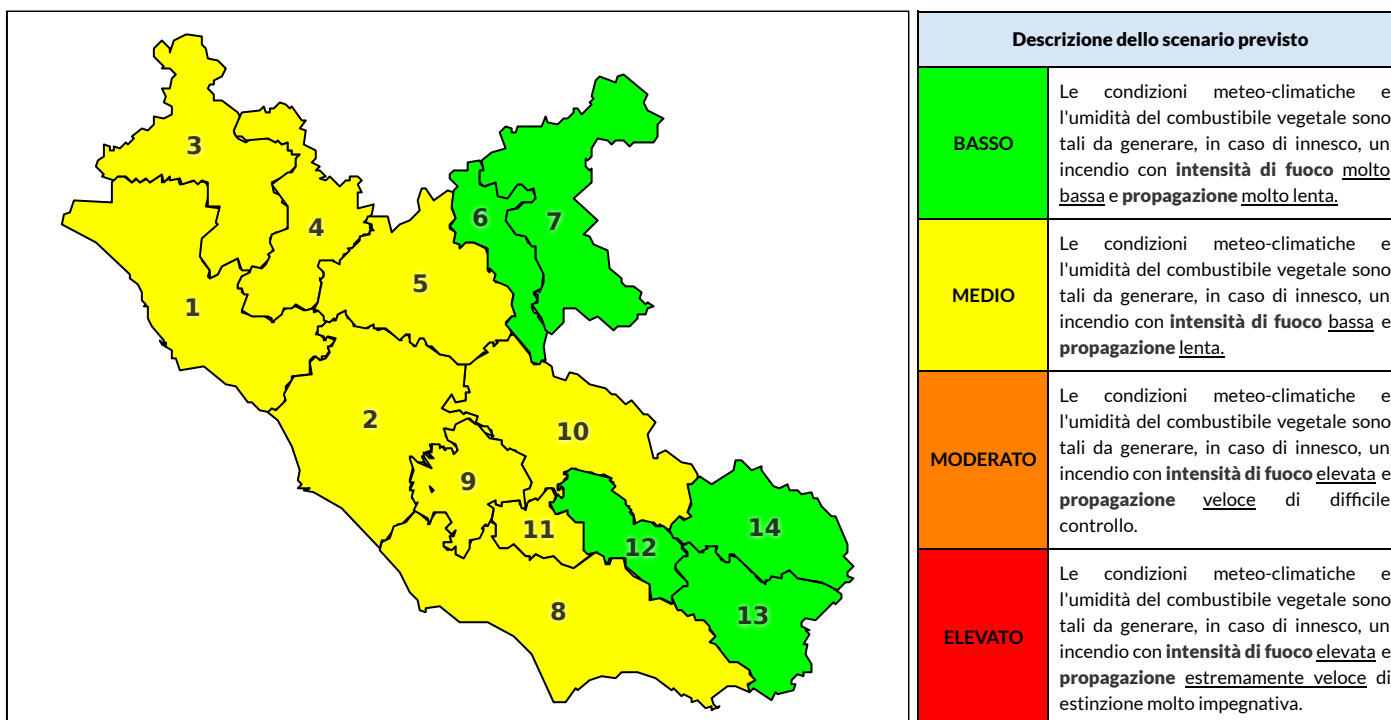 3
4
1
5
6
7
2
10
9
11
12
14
8
13
Descrizione dello scenario previsto
BASSO
Le condizioni meteo-climatiche e
l'umidità del combustibile vegetale sono
tali da generare, in caso di innesco, un
incendio con intensità di fuoco molto
bassa e propagazione molto lenta.
MEDIO
Le condizioni meteo-climatiche e
l'umidità del combustibile vegetale sono
tali da generare, in caso di innesco, un
incendio con intensità di fuoco bassa e
propagazione lenta.
MODERATO
Le condizioni meteo-climatiche e
l'umidità del combustibile vegetale sono
tali da generare, in caso di innesco, un
incendio con intensità di fuoco elevata e
propagazione veloce di difficile
controllo.
ELEVATO
Le condizioni meteo-climatiche e
l'umidità del combustibile vegetale sono
tali da generare, in caso di innesco, un
incendio con intensità di fuoco elevata e
propagazione estremamente veloce di
estinzione molto impegnativa.